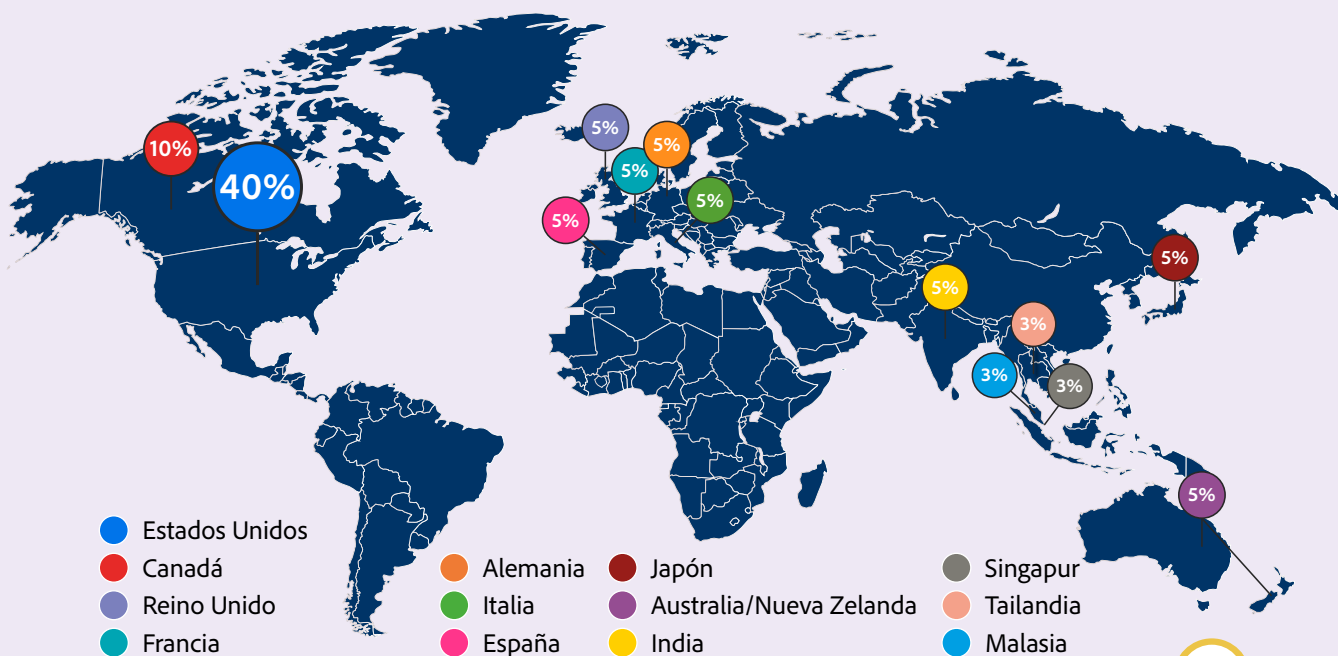 5%
10%
5%
5%
40%
5%
5%
5%
5%
3%
3%
3%
5%
Estados Unidos
Canadá
Reino Unido
Francia
Alemania
Italia
España
Japón
Australia/Nueva Zelanda
India
Singapur
Tailandia
Malasia